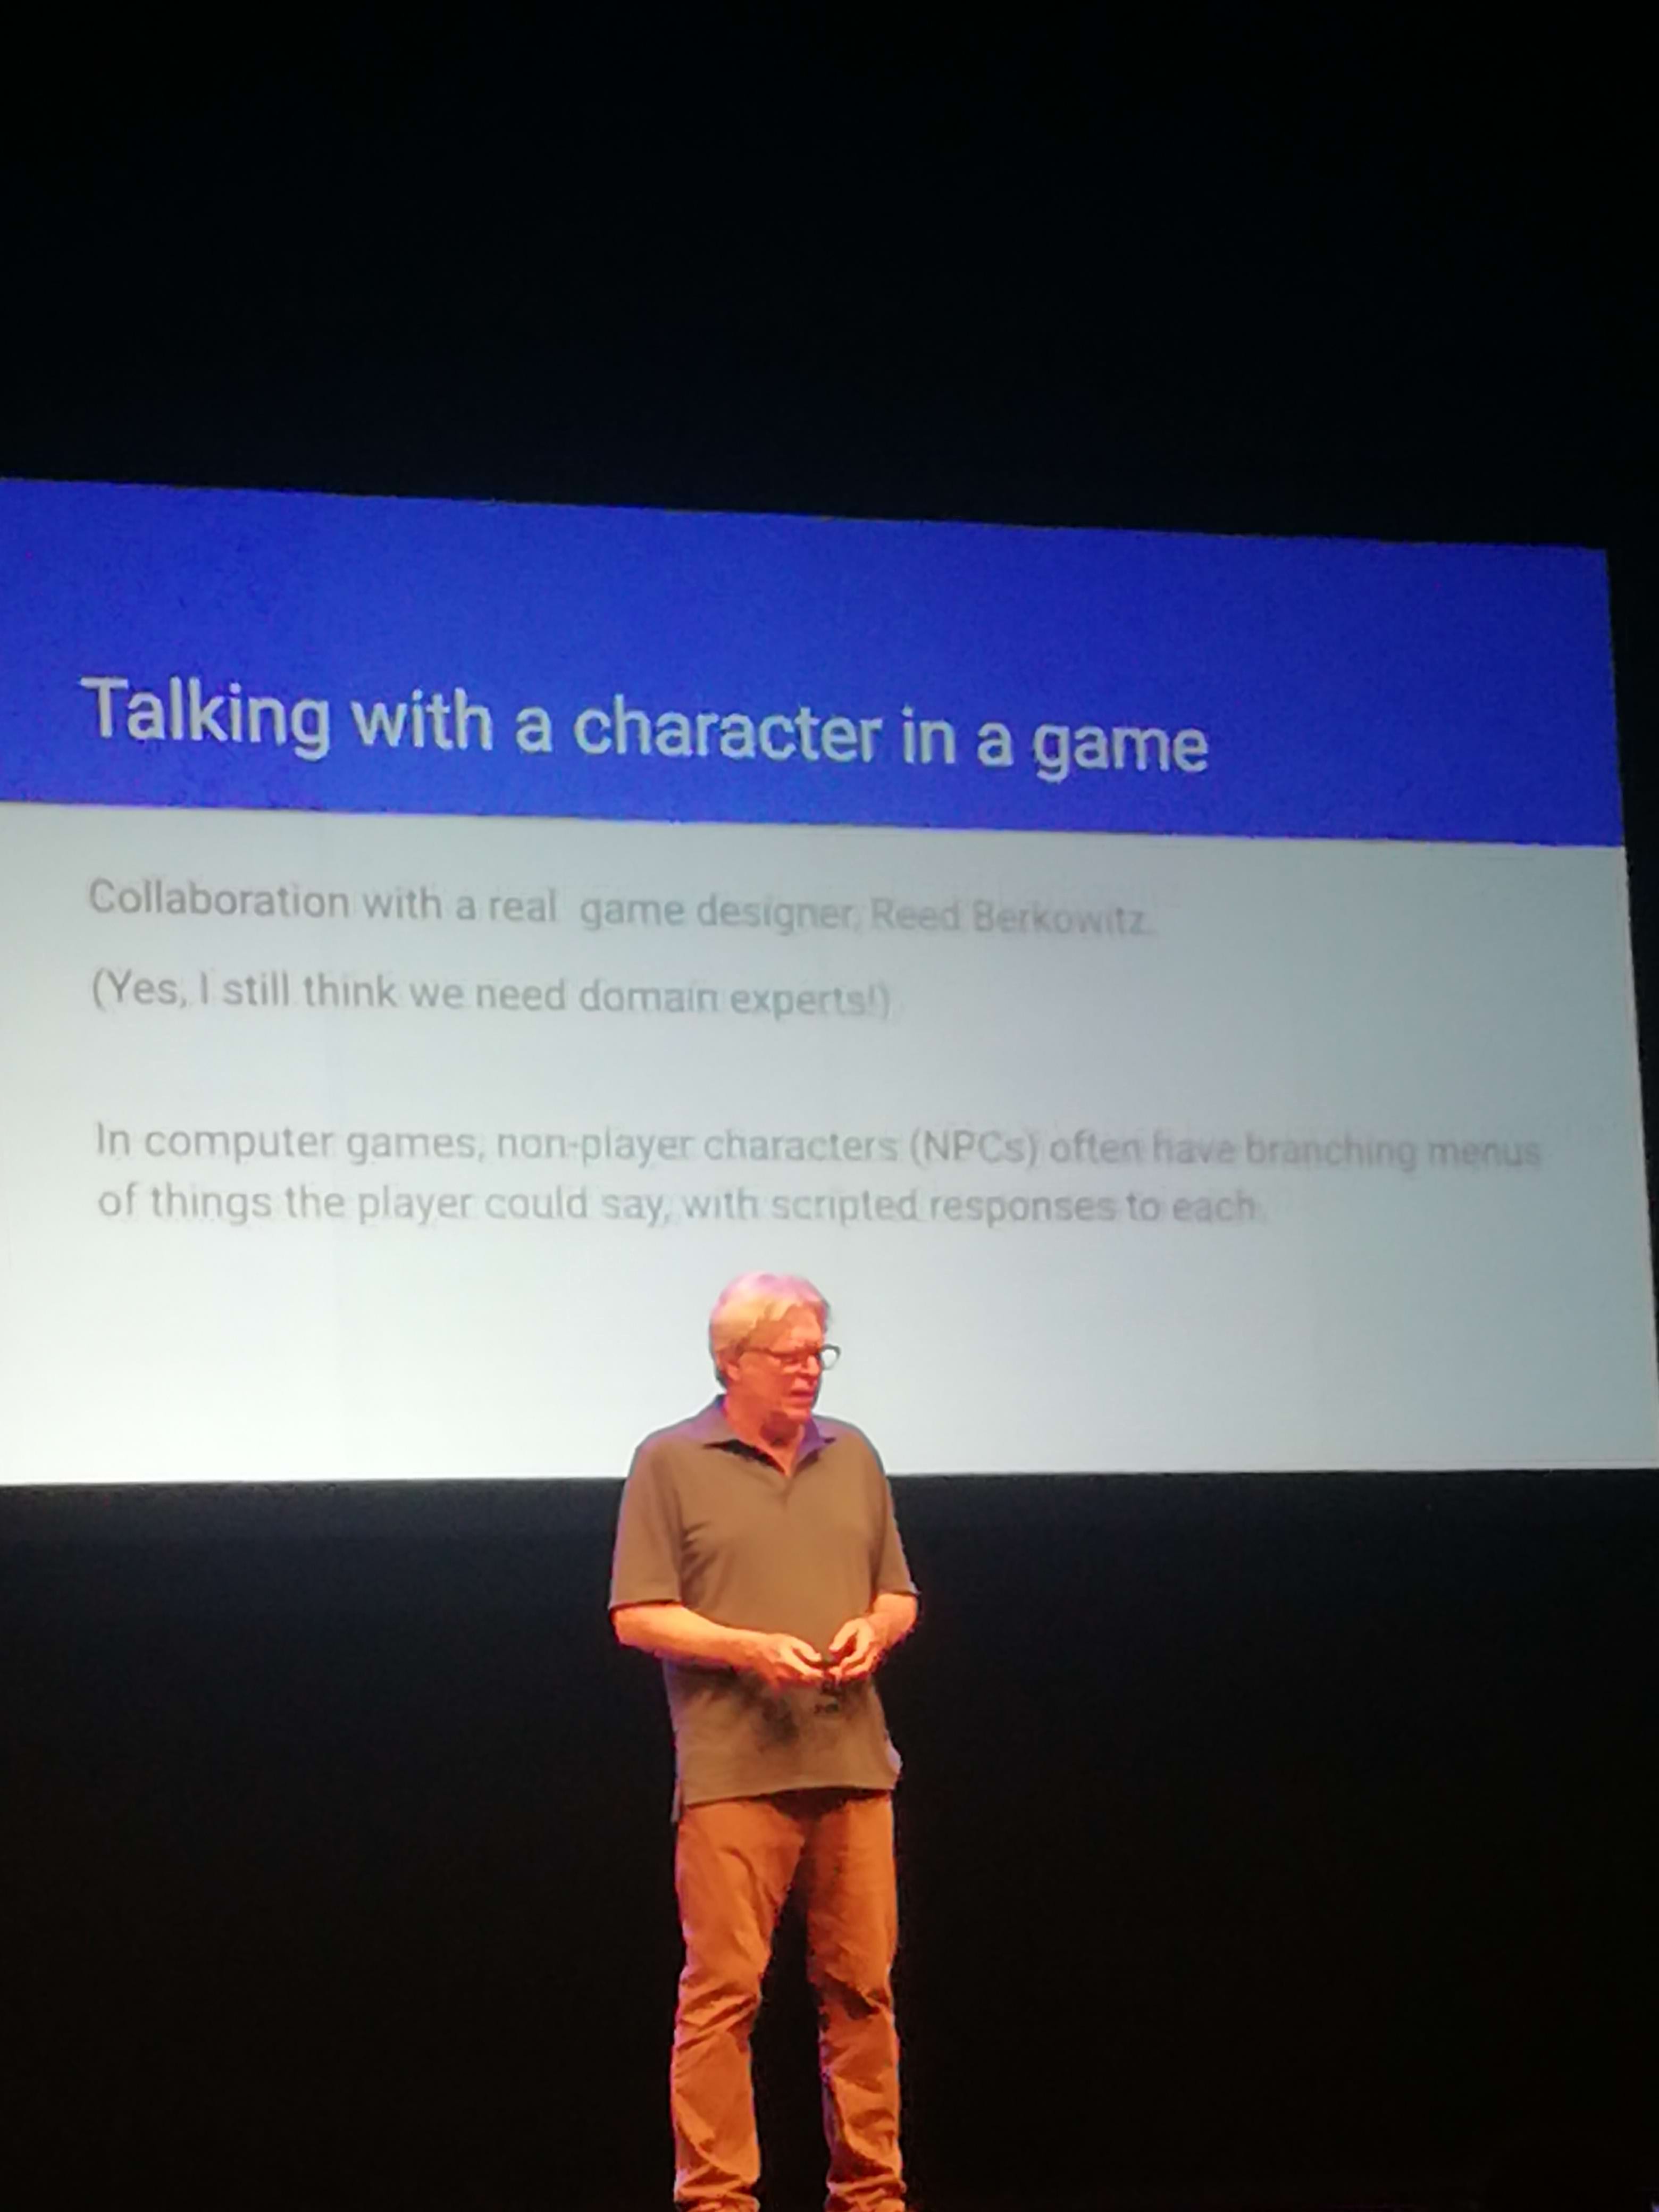 Talking with a character in a game
Collaboration with a real game designer, Reed Berkowitz.
(Yes, I still think we need domain experts!)
In computer games, non-player characters (NPCs) often have branching menus
of things the player could say, with scripted responses to each.